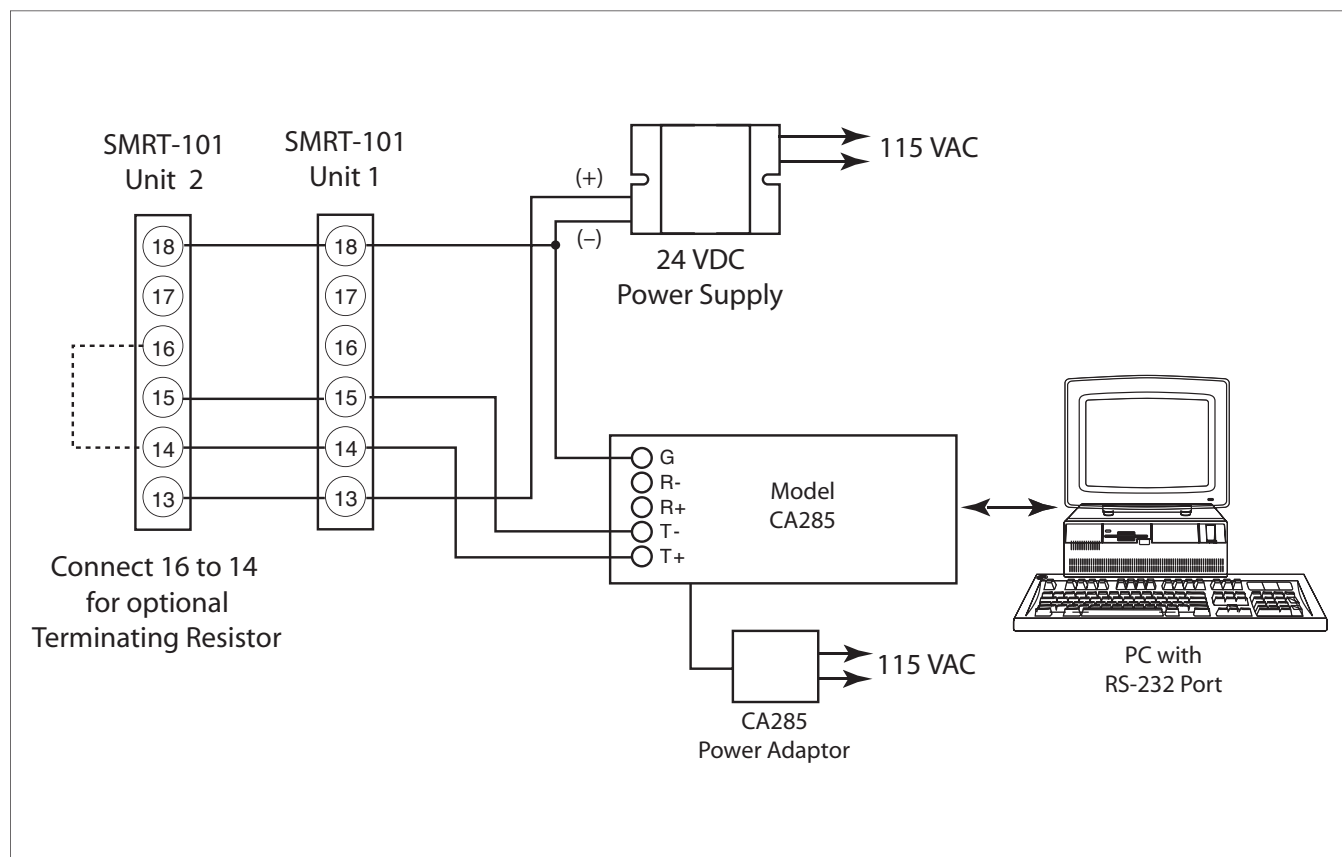 SMRT-101
Unit 2
SMRT-101
Unit 1
18
17
16
15
14
13
18
17
16
15
14
13
Connect 16 to 14
for optional
Terminating Resistor
(+)
(–)
115 VAC
24 VDC
Power Supply
G
R-
R+
T-
T+
Model
CA285
115 VAC
CA285
Power Adaptor
PC with
RS-232 Port